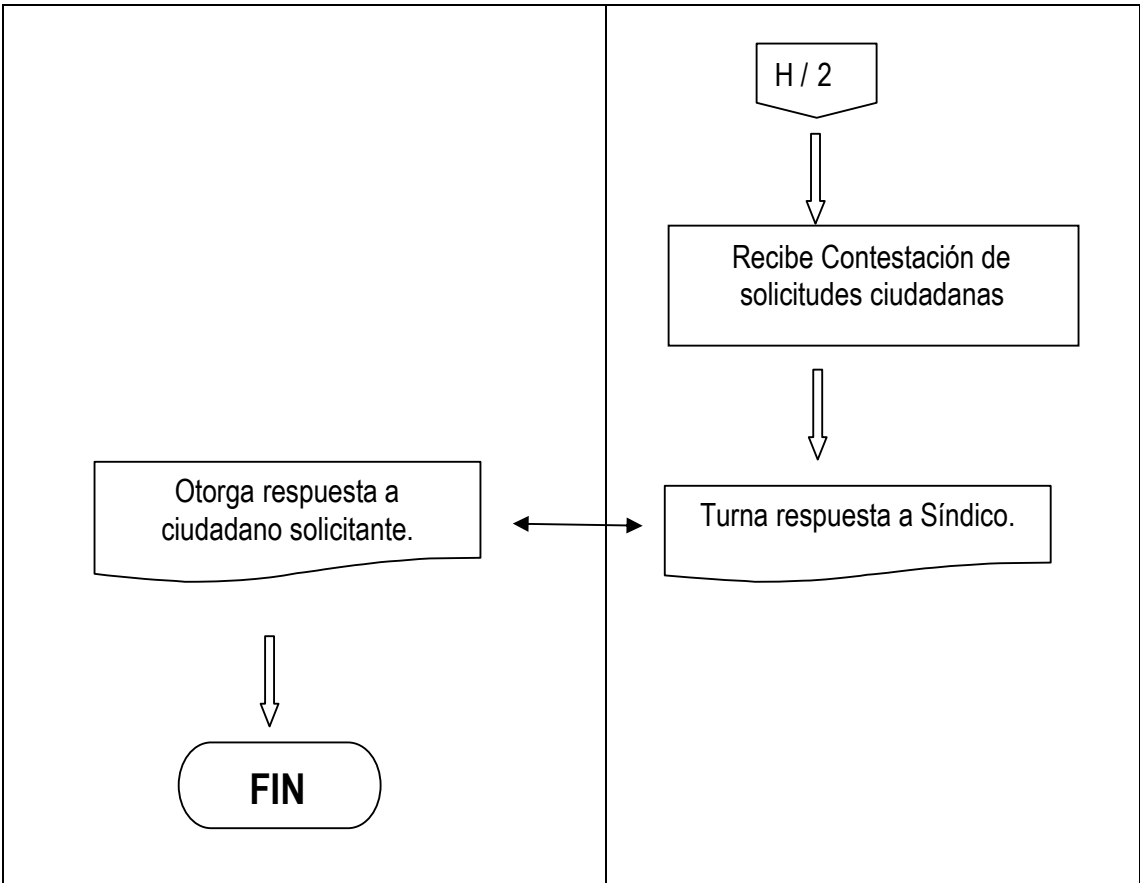 H / 2
Recibe Contestación de
solicitudes ciudadanas
Turna respuesta a Síndico.
Otorga respuesta a
ciudadano solicitante.
FIN